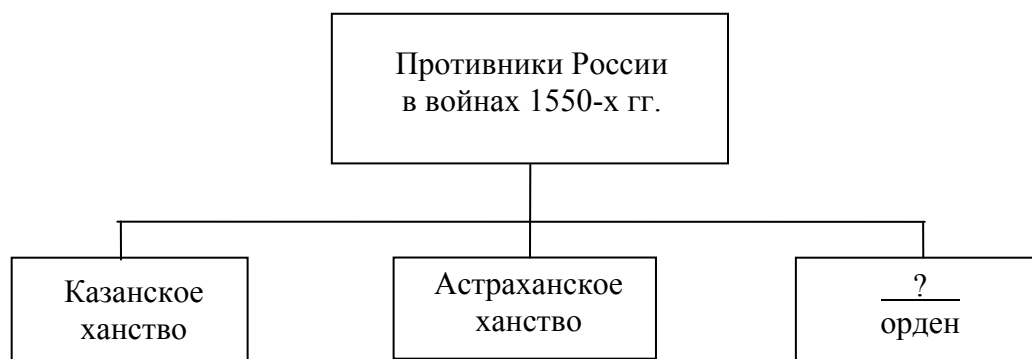 Противники России
в войнах 1550-х гг.
Казанское
ханство
Астраханское
ханство
?
орден